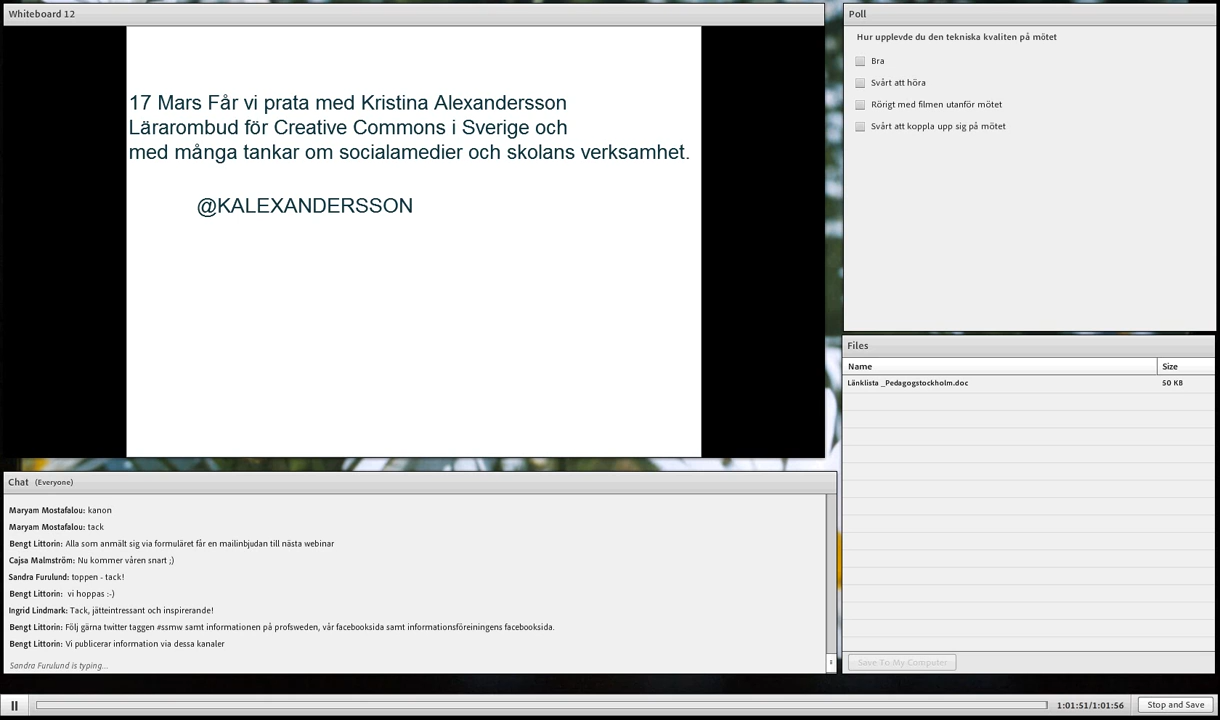 Whiteboard 12
17 Mars Får vi prata med Kristina Alexandersson
Lärarombud för Creative Commons i Sverige och
med många tankar om socialamedier och skolans verksamhet.
@KALEXANDERSSON
Poll
Hur upplevde du den tekniska kvaliten på mötet
Bra
Svårt att höra
Rörigt med filmen utanför mötet
Svårt att koppla upp sig på mötet
Files
Name Size
Länklista _Pedagogstockholm.doc 50 KB
Save To My Computer
Chat (Everyone)
Maryam Mostafalou: kanon
Maryam Mostafalou: tack
Bengt Littorin: Alla som anmält sig via formuläret får en mailinbjudan till nästa webinar
Cajsa Malmström: Nu kommer våren snart ;)
Sandra Furulund: toppen - tack!
Bengt Littorin: vi hoppas :-)
Ingrid Lindmark: Tack, jätteintressant och inspirerande!
Bengt Littorin: Följ gärna twitter taggen #ssmw samt informationen på profsweden, vår facebooksida samt informationsföreiningens facebooksida.
Bengt Littorin: Vi publicerar information via dessa kanaler
Sandra Furulund is typing...
1:01:51/1:01:56 Stop and Save